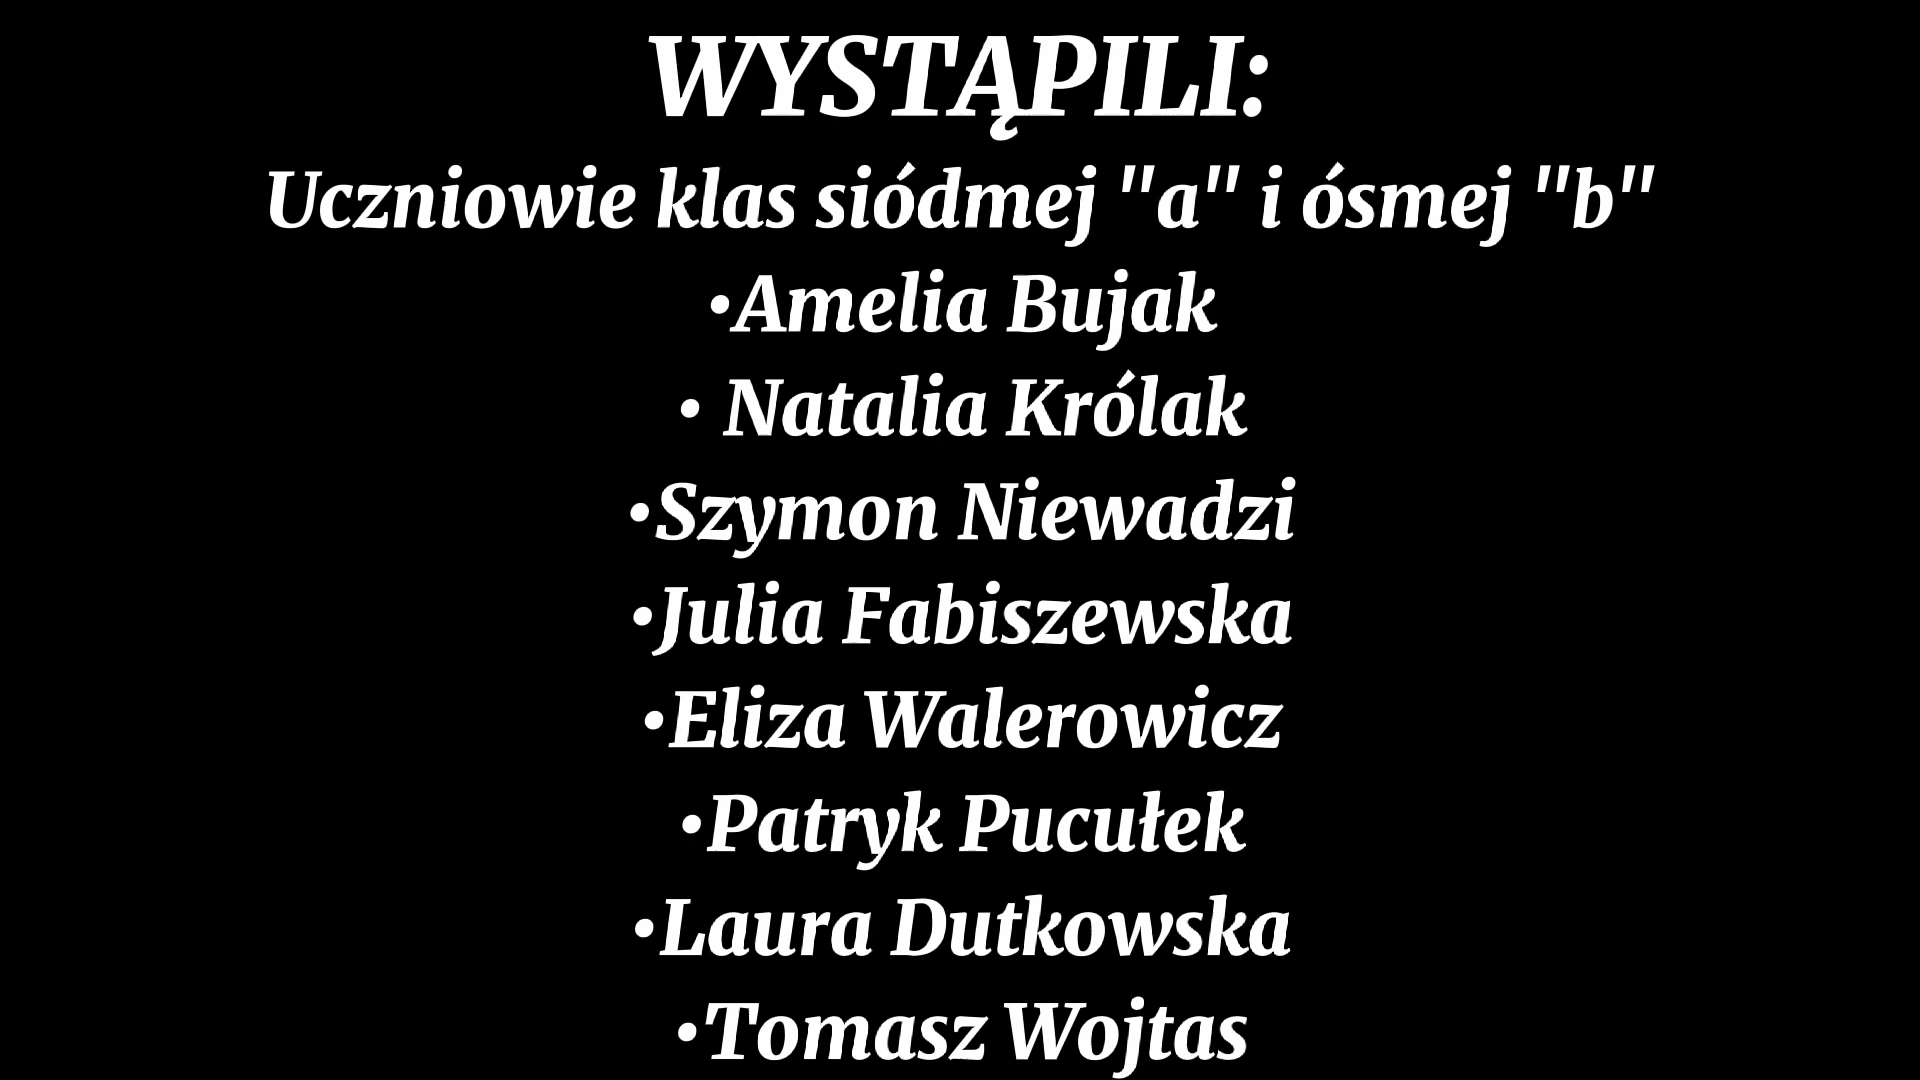 WYSTĄPILI:
Uczniowie klas siódmej "a" i ósmej "b"
•Amelia Bujak
• Natalia Królak
•Szymon Niewadzi
•Julia Fabiszewska
•Eliza Walerowicz
•Patryk Pucułek
•Laura Dutkowska
•Tomasz Wojtas